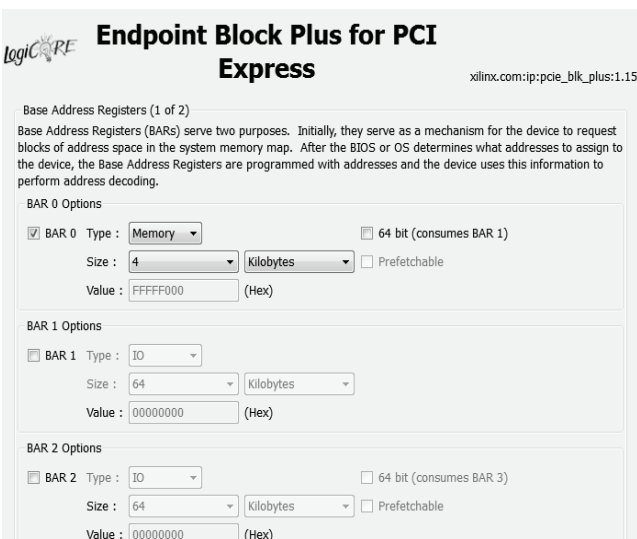 LogiCORE
Endpoint Block Plus for PCI
Express
xilinx.com:ip:pcie_blk_plus:1.15
Base Address Registers (1 of 2)
Base Address Registers (BARs) serve two purposes.  Initially, they serve as a mechanism for the device to request
blocks of address space in the system memory map.  After the BIOS or OS determines what addresses to assign to
the device, the Base Address Registers are programmed with addresses and the device uses this information to
perform address decoding.
BAR 0 Options
BAR 0 Type : Memory 64 bit (consumes BAR 1)
Size : 4 Kilobytes Prefetchable
Value : FFFFF000 (Hex)
BAR 1 Options
BAR 1 Type : IO
Size : 64 Kilobytes
Value : 00000000 (Hex)
BAR 2 Options
BAR 2 Type : IO 64 bit (consumes BAR 3)
Size : 64 Kilobytes Prefetchable
Value : 00000000 (Hex)